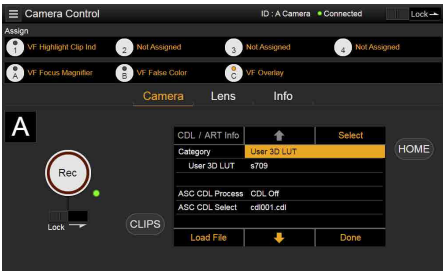 Camera Control
ID : A Camera
Connected
Lock
Assign
1 VF Highlight Clip Ind
2 Not Assigned
3 Not Assigned
4 Not Assigned
A VF Focus Magnifier
B VF False Color
C VF Overlay
Camera Lens Info
A
CDL / ART Info
Select
Category User 3D LUT
User 3D LUT s709
HOME
Rec
ASC CDL Process CDL Off
ASC CDL Select cdl001.cdl
Lock
CLIPS
Load File
Done